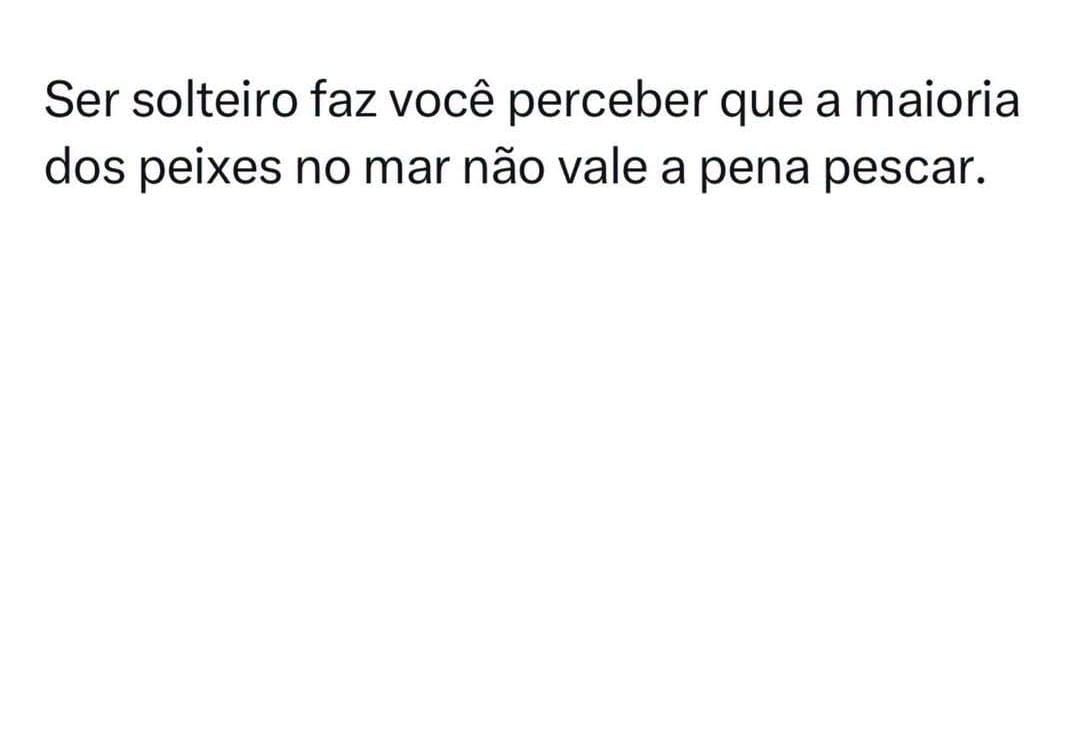 Ser solteiro faz você perceber que a maioria
dos peixes no mar não vale a pena pescar.